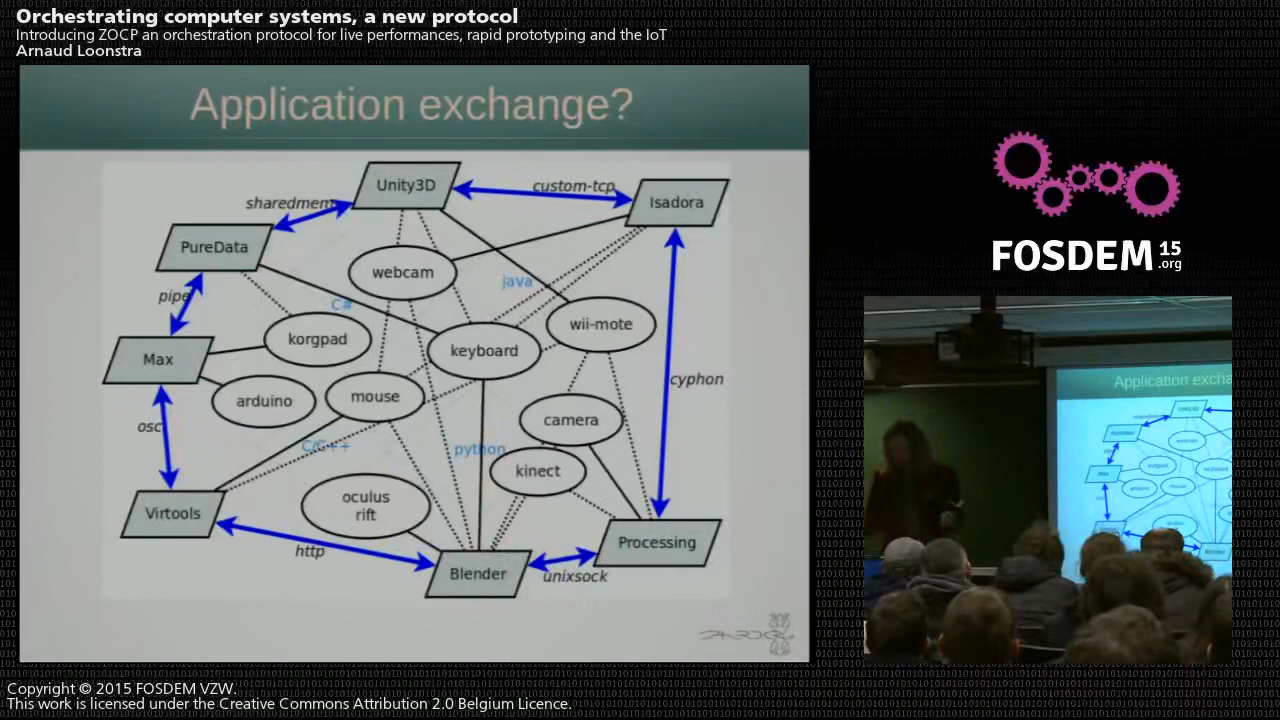 Orchestrating computer systems, a new protocol
Introducing ZOCP an orchestration protocol for live performances, rapid prototyping and the IoT
Arnaud Loonstra
Application exchange?
Unity3D
custom-tcp
Isadora
sharedmem
PureData
webcam
java
pipe
C#
wii-mote
korgpad
keyboard
Max
cyphon
arduino
mouse
camera
osc
C/C++
python
kinect
oculus
rift
Virtools
http
Blender
unixsock
Processing
FOSDEM 15
.org
Application excha
Copyright © 2015 FOSDEM VZW.
This work is licensed under the Creative Commons Attribution 2.0 Belgium Licence.